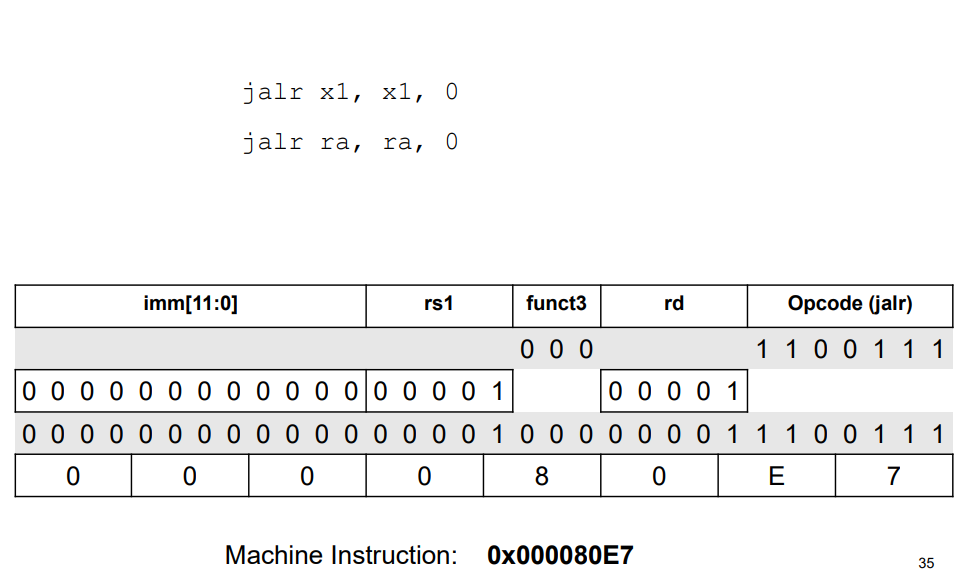 jalr x1, x1, 0
jalr ra, ra, 0
imm[11:0] rs1 funct3 rd Opcode (jalr)
0 0 0 1 1 0 0 1 1 1
0 0 0 0 0 0 0 0 0 0 0 0 0 0 0 0 1 0 0 0 0 1
0 0 0 0 0 0 0 0 0 0 0 0 0 0 0 0 1 0 0 0 0 0 0 0 1 1 1 0 0 1 1 1
0 0 0 0 8 0 E 7
Machine Instruction: 0x000080E7
35